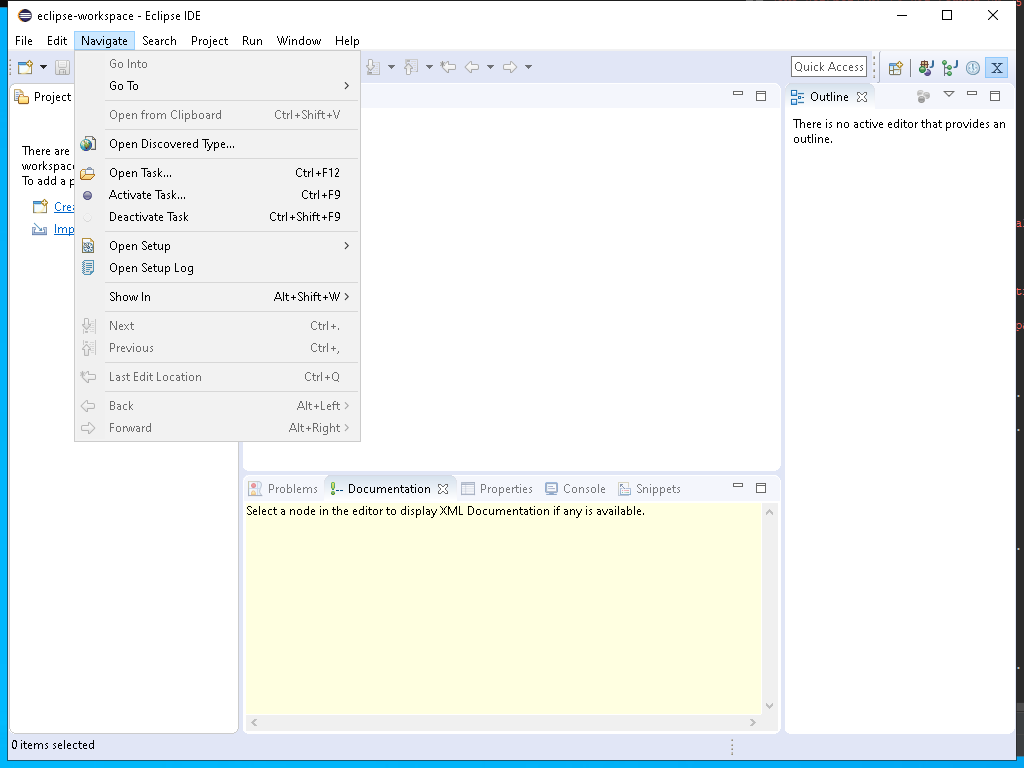 eclipse-workspace - Eclipse IDE
File Edit Navigate Search Project Run Window Help
Quick Access
Go Into
Go To
Open from Clipboard Ctrl+Shift+V
Open Discovered Type...
Open Task... Ctrl+F12
Activate Task... Ctrl+F9
Deactivate Task Ctrl+Shift+F9
Open Setup
Open Setup Log
Show In Alt+Shift+W
Next Ctrl+.
Previous Ctrl+,
Last Edit Location Ctrl+Q
Back Alt+Left
Forward Alt+Right
Project
There are
workspac
To add a p
Crea
Imp
Outline
There is no active editor that provides an
outline.
Problems Documentation Properties Console Snippets
Select a node in the editor to display XML Documentation if any is available.
0 items selected